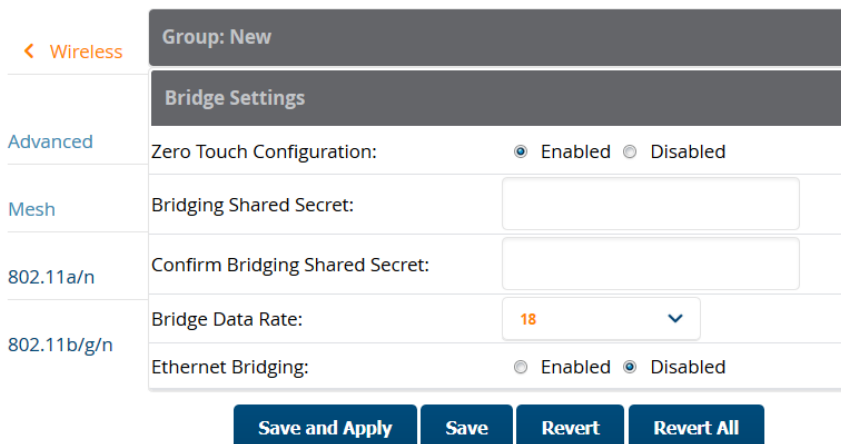 Wireless
Advanced
Mesh
802.11a/n
802.11b/g/n
Group: New
Bridge Settings
Zero Touch Configuration: Enabled Disabled
Bridging Shared Secret:
Confirm Bridging Shared Secret:
Bridge Data Rate: 18
Ethernet Bridging: Enabled Disabled
Save and Apply Save Revert Revert All